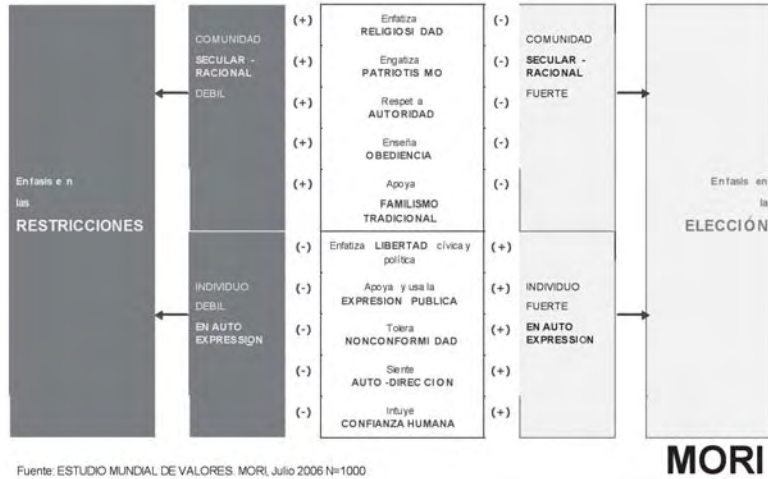 Enfasis e n
las
RESTRICCIONES
COMUNIDAD
SECULAR -
RACIONAL
DEBIL
INDIVIDUO
DEBIL
EN AUTO
EXPRESSION
(+) Enfatiza (-)
RELIGIOSI DAD
(+) Engatiza (-)
PATRIOTIS MO
(+) Respet a (-)
AUTORIDAD
(+) Enseña (-)
OBEDIENCIA
(+) Apoya (-)
FAMILISMO
TRADICIONAL
(-) Enfatiza LIBERTAD cívica y (+)
política
(-) Apoya y usa la (+)
EXPRESION PUBLICA
(-) Tolera (+)
NONCONFORMI DAD
(-) Siente (+)
AUTO -DIREC CION
(-) Intuye (+)
CONFIANZA HUMANA
COMUNIDAD
SECULAR -
RACIONAL
FUERTE
INDIVIDUO
FUERTE
EN AUTO
EXPRESSION
Enfasis en
la
ELECCIÓN
Fuente: ESTUDIO MUNDIAL DE VALORES. MORI, Julio 2006 N=1000
MORI